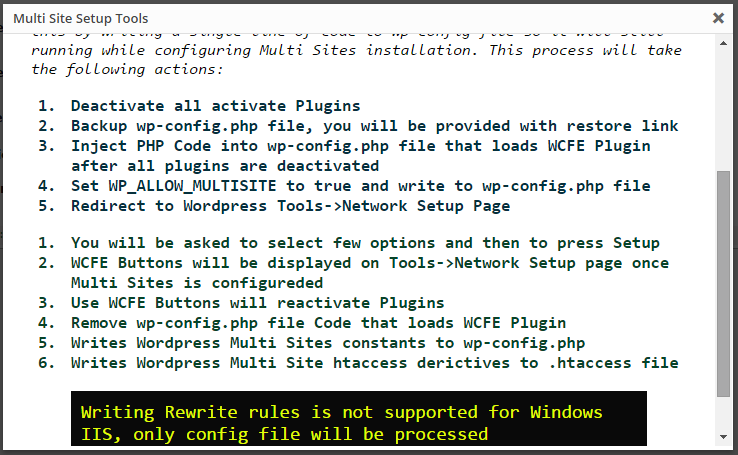 Multi Site Setup Tools
running while configuring Multi Sites installation. This process will take
the following actions:
1. Deactivate all activate Plugins
2. Backup wp-config.php file, you will be provided with restore link
3. Inject PHP Code into wp-config.php file that loads WCFE Plugin
after all plugins are deactivated
4. Set WP_ALLOW_MULTISITE to true and write to wp-config.php file
5. Redirect to Wordpress Tools->Network Setup Page
1. You will be asked to select few options and then to press Setup
2. WCFE Buttons will be displayed on Tools->Network Setup page once
Multi Sites is configureded
3. Use WCFE Buttons will reactivate Plugins
4. Remove wp-config.php file Code that loads WCFE Plugin
5. Writes Wordpress Multi Sites constants to wp-config.php
6. Writes Wordpress Multi Site htaccess derictives to .htaccess file
Writing Rewrite rules is not supported for Windows
IIS, only config file will be processed